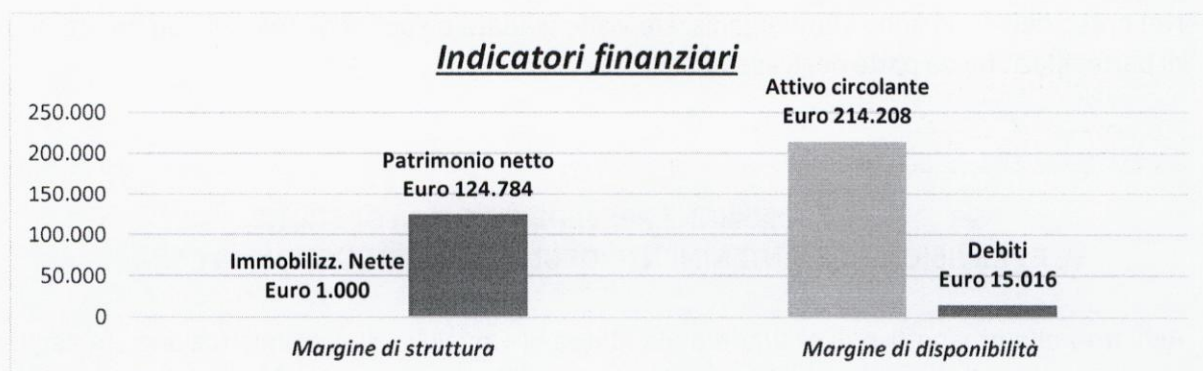 Indicatori finanziari
250.000
200.000
150.000
100.000
50.000
0
Immobilizz. Nette
Euro 1.000
Patrimonio netto
Euro 124.784
Attivo circolante
Euro 214.208
Debiti
Euro 15.016
Margine di struttura
Margine di disponibilità